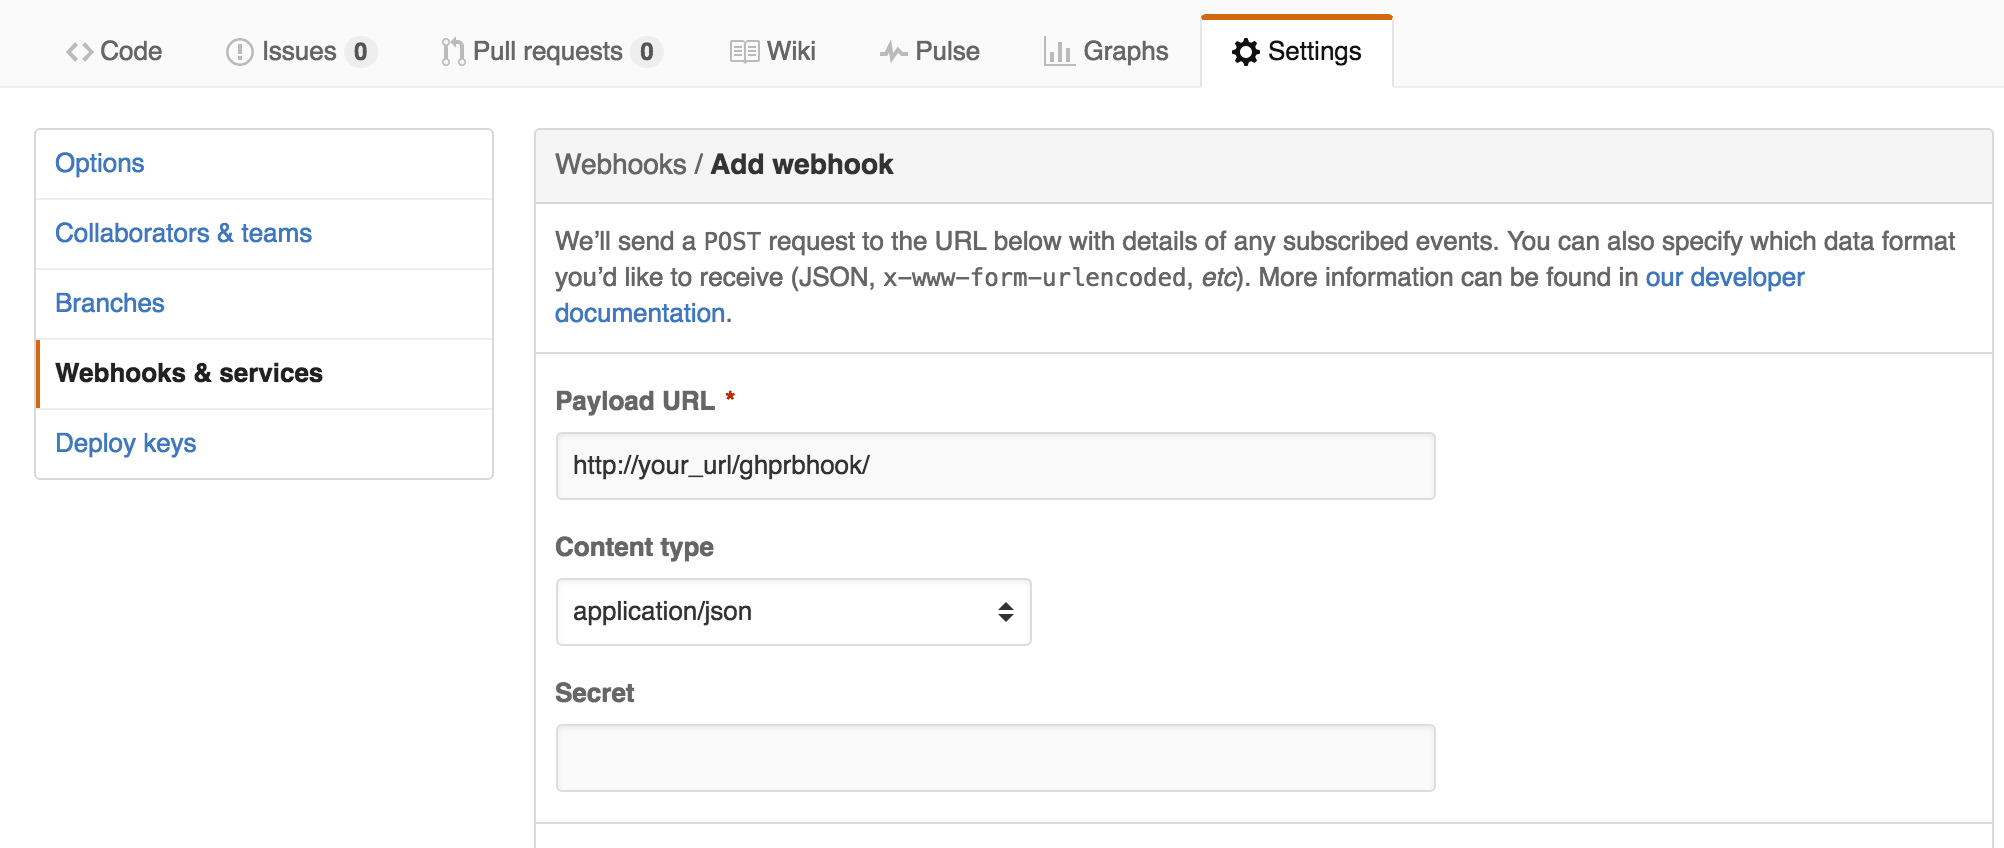 Code Issues 0 Pull requests 0 Wiki Pulse Graphs Settings
Options
Collaborators & teams
Branches
Webhooks & services
Deploy keys
Webhooks / Add webhook
We’ll send a POST request to the URL below with details of any subscribed events. You can also specify which data format
you’d like to receive (JSON, x-www-form-urlencoded, etc). More information can be found in our developer
documentation.
Payload URL *
http://your_url/ghprbhook/
Content type
application/json
Secret